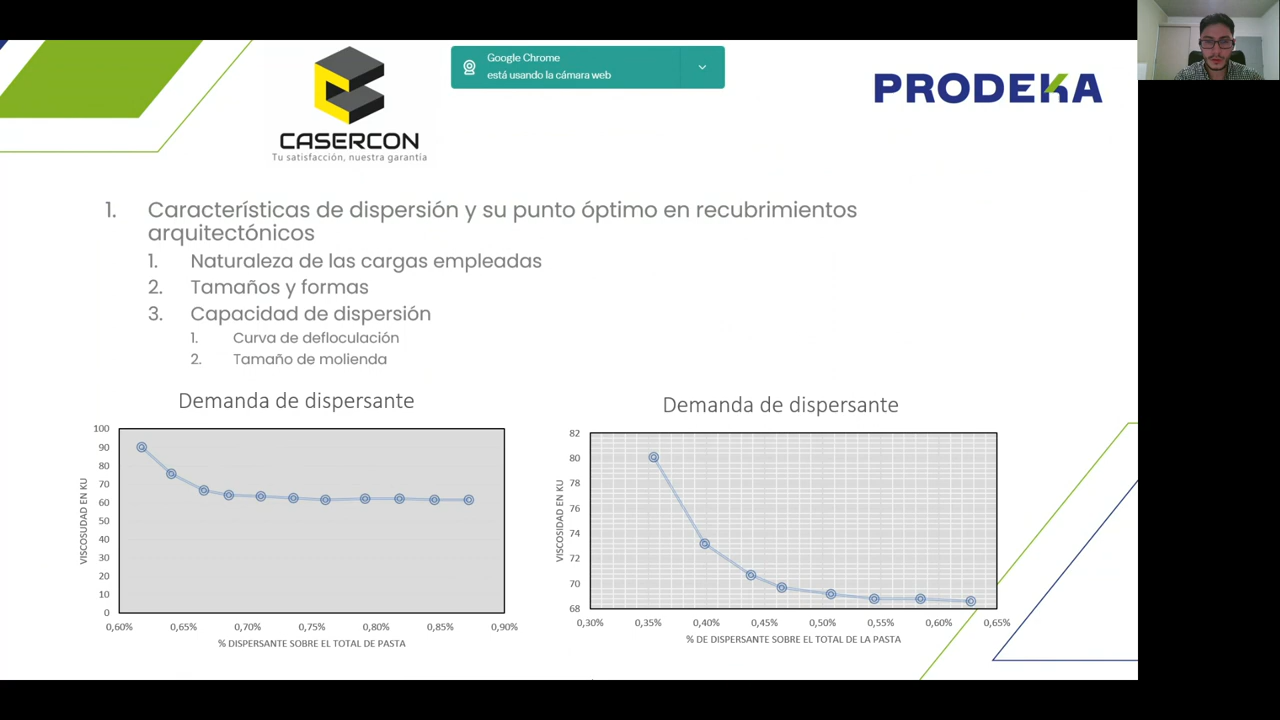 Google Chrome
está usando la cámara web
PRODEKA
CASERCON
Tu satisfacción, nuestra garantía
1. Características de dispersión y su punto óptimo en recubrimientos
arquitectónicos
1. Naturaleza de las cargas empleadas
2. Tamaños y formas
3. Capacidad de dispersión
1. Curva de defloculación
2. Tamaño de molienda
Demanda de dispersante
100
90
80
70
60
50
40
30
20
10
0
VISCOSUDAD EN KU
0,60% 0,65% 0,70% 0,75% 0,80% 0,85% 0,90%
% DISPERSANTE SOBRE EL TOTAL DE PASTA
Demanda de dispersante
82
80
78
76
74
72
70
68
VISCOSIDAD EN KU
0,30% 0,35% 0,40% 0,45% 0,50% 0,55% 0,60% 0,65%
% DE DISPERSANTE SOBRE EL TOTAL DE LA PASTA